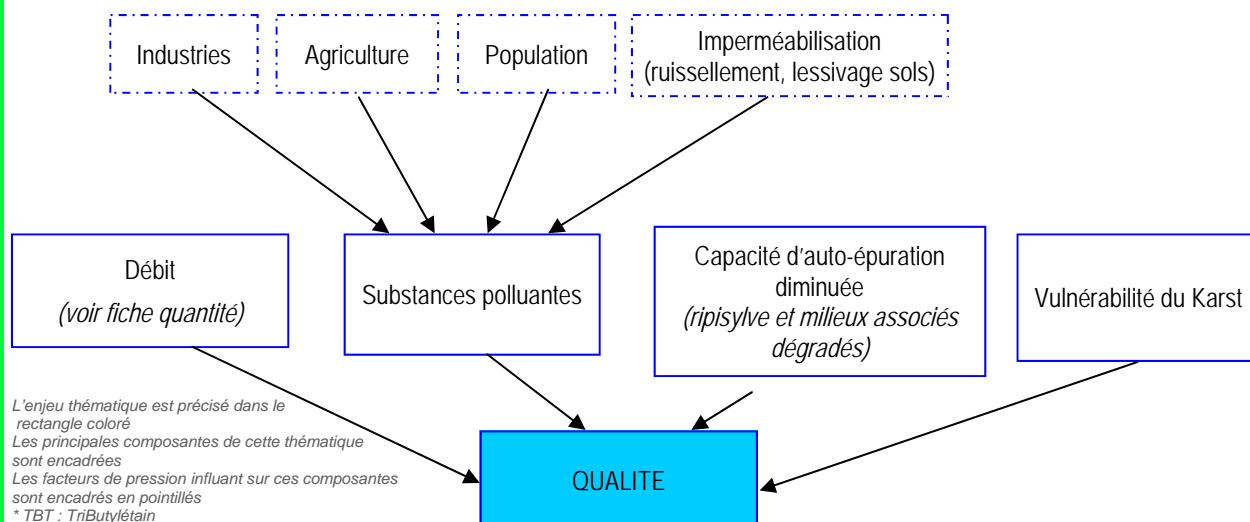 Industries
Agriculture
Population
Imperméabilisation
(ruissellement, lessivage sols)
Débit
(voir fiche quantité)
Substances polluantes
Capacité d'auto-épuration
diminuée
(ripisylve et milieux associés
dégradés)
Vulnérabilité du Karst
L'enjeu thématique est précisé dans le
rectangle coloré
Les principales composantes de cette thématique
sont encadrées
Les facteurs de pression influant sur ces composantes
sont encadrés en pointillés
* TBT : TriButylétain
QUALITE